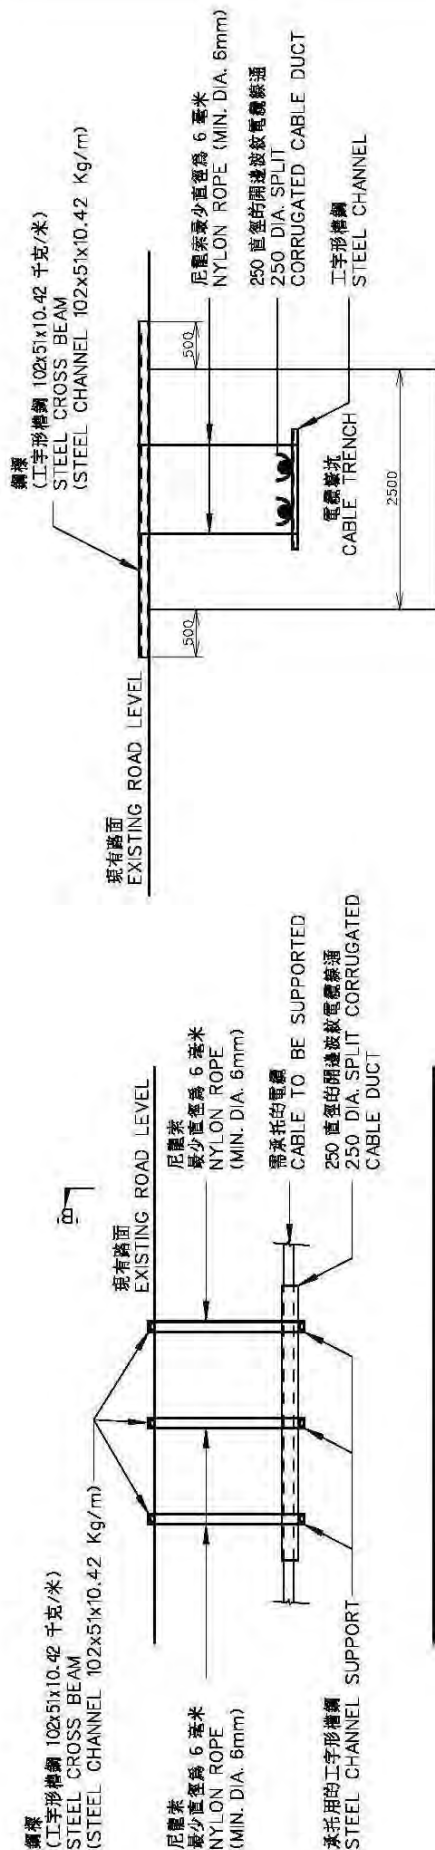 鋼樑
(工字形槽鋼 102x51x10.42 千克/米)
STEEL CROSS BEAM
(STEEL CHANNEL 102x51x10.42 Kg/m)
現有路面
EXISTING ROAD LEVEL
尼龍索
最少直徑為 6 毫米
NYLON ROPE
(MIN. DIA. 6mm)
尼龍索
最少直徑為 6 毫米
NYLON ROPE
(MIN. DIA. 6mm)
需承托的電纜
CABLE TO BE SUPPORTED
250 直徑的開邊波紋電纜線通
250 DIA. SPLIT CORRUGATED
CABLE DUCT
承托用的工字形槽鋼
STEEL CHANNEL SUPPORT
鋼樑
(工字形槽鋼 102x51x10.42 千克/米)
STEEL CROSS BEAM
(STEEL CHANNEL 102x51x10.42 Kg/m)
現有路面
EXISTING ROAD LEVEL
500
500
尼龍索最少直徑為 6 毫米
NYLON ROPE (MIN. DIA. 6mm)
250 直徑的開邊波紋電纜線通
250 DIA. SPLIT
CORRUGATED CABLE DUCT
工字形槽鋼
STEEL CHANNEL
電纜坑
CABLE TRENCH
2500